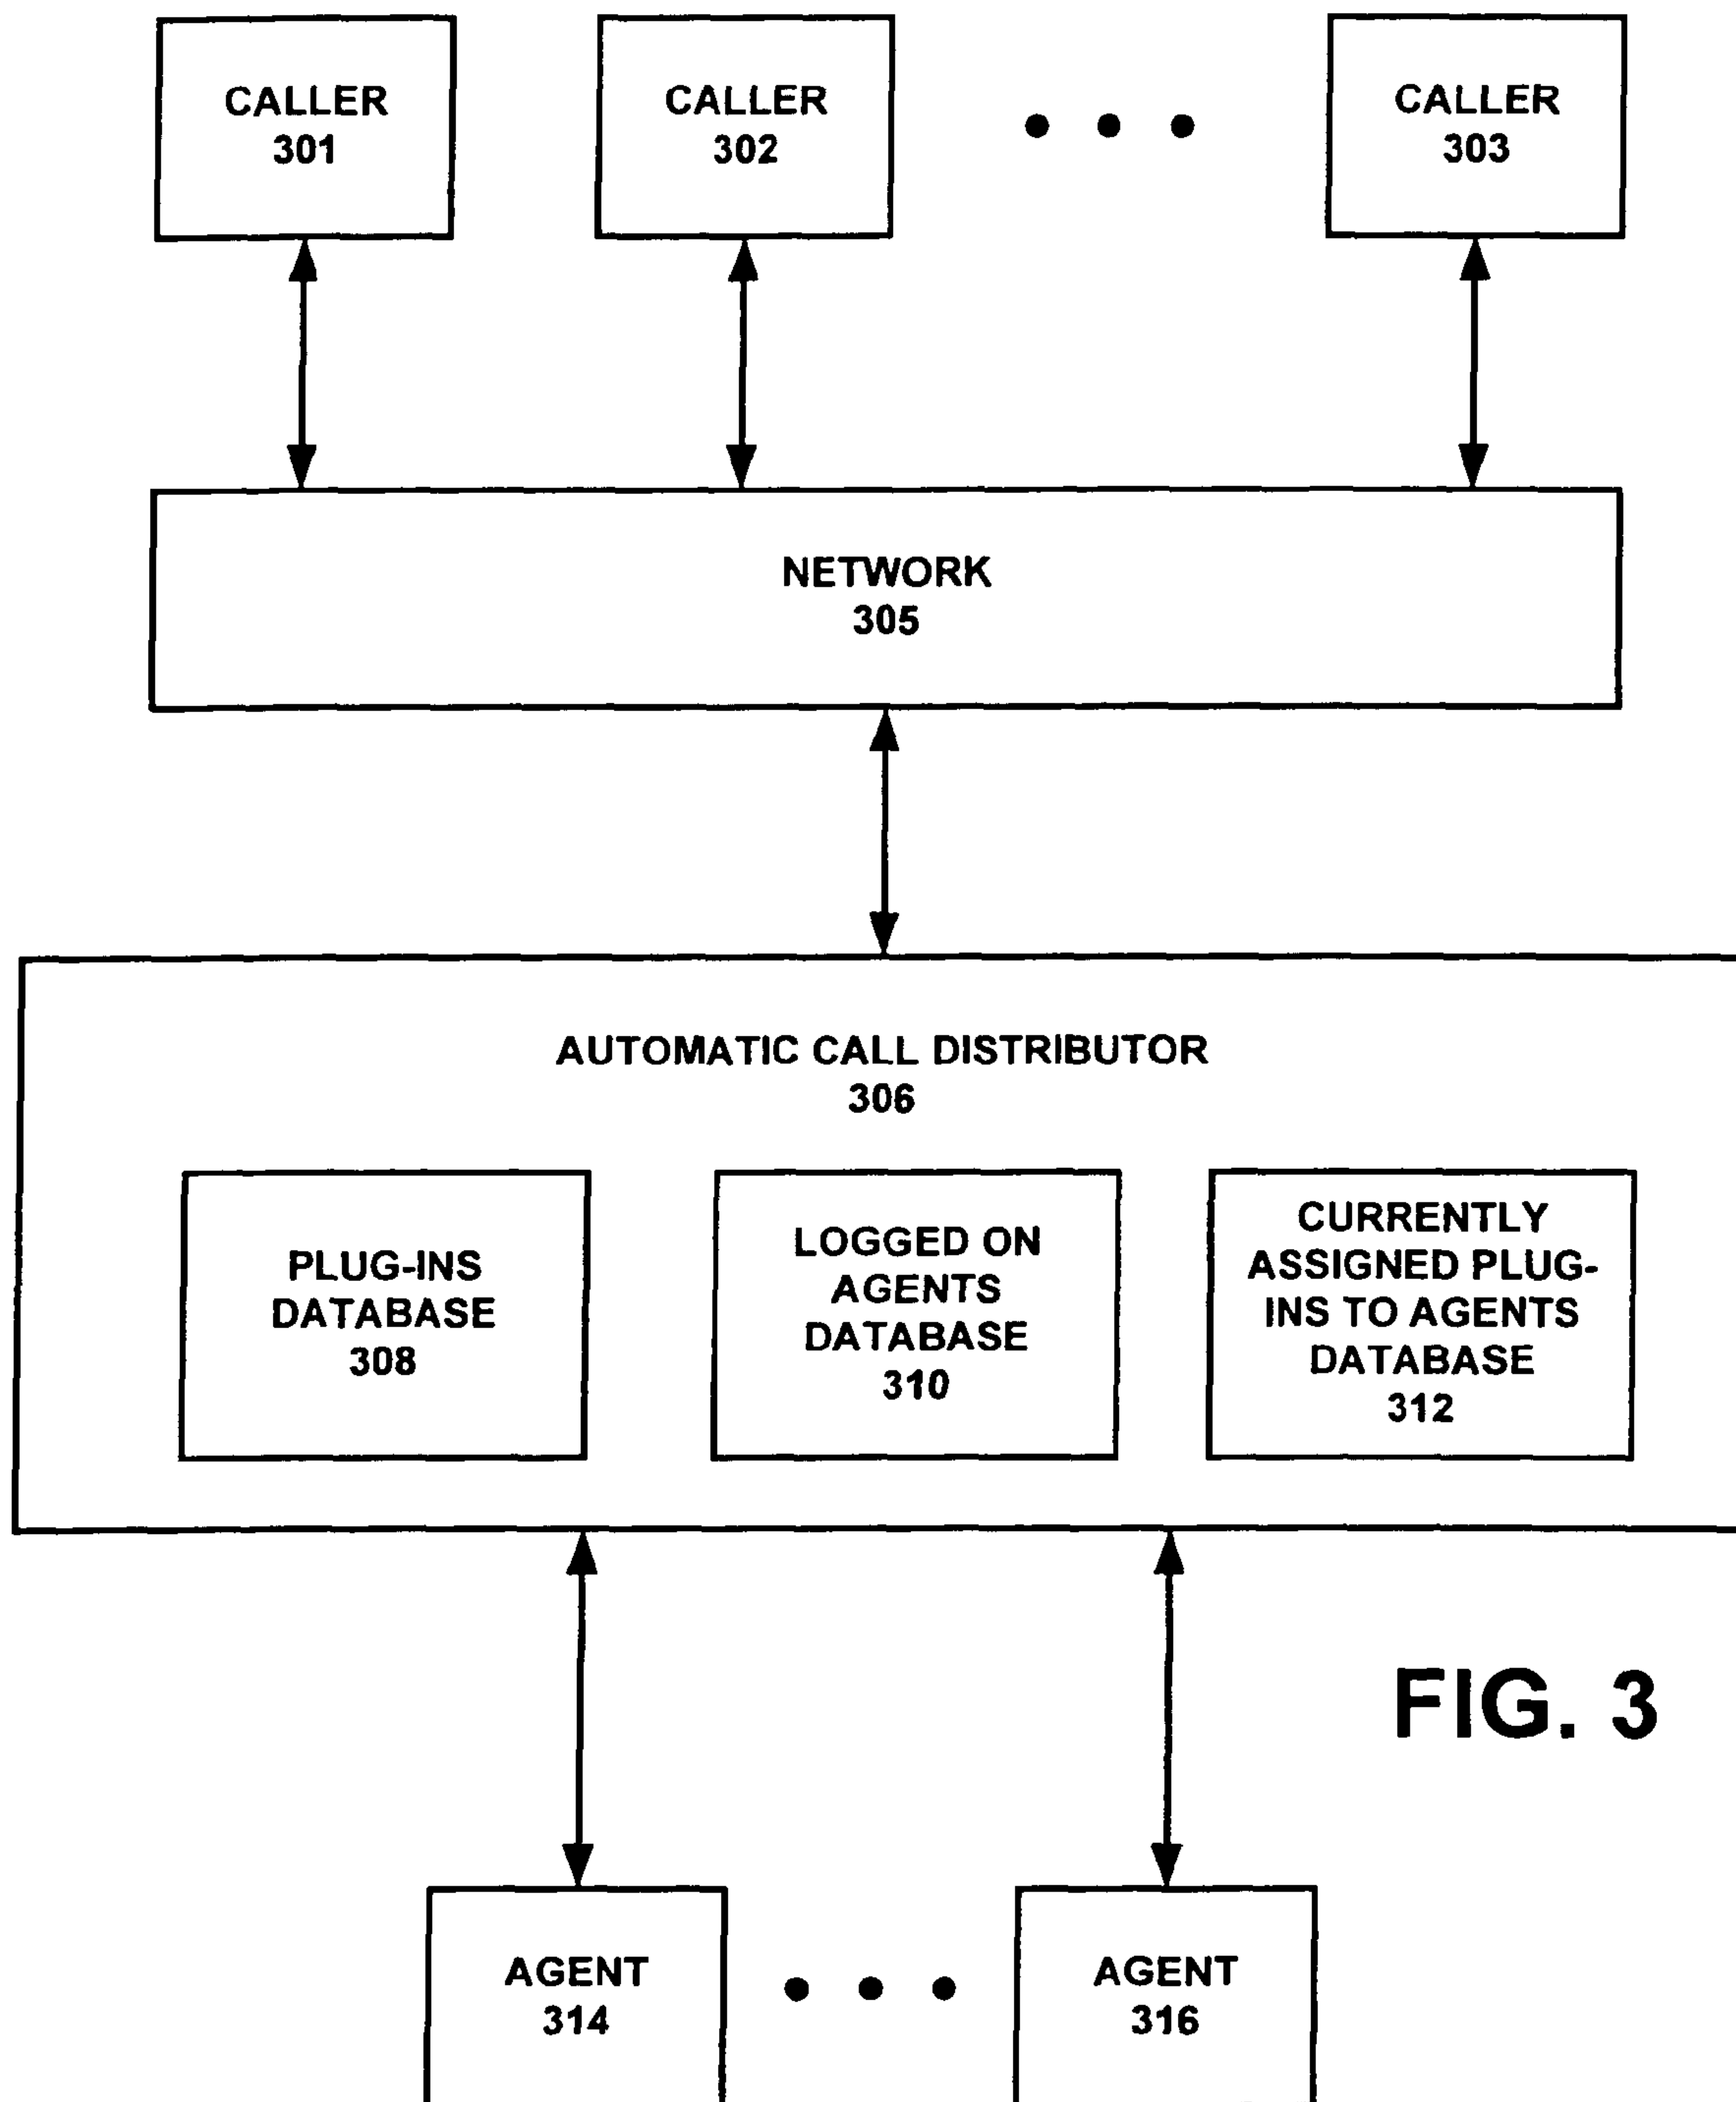 CALLER
301
CALLER
302
CALLER
303
NETWORK
305
AUTOMATIC CALL DISTRIBUTOR
306
PLUG-INS
DATABASE
308
LOGGED ON
AGENTS
DATABASE
310
CURRENTLY
ASSIGNED PLUG-
INS TO AGENTS
DATABASE
312
FIG. 3
AGENT
314
AGENT
316